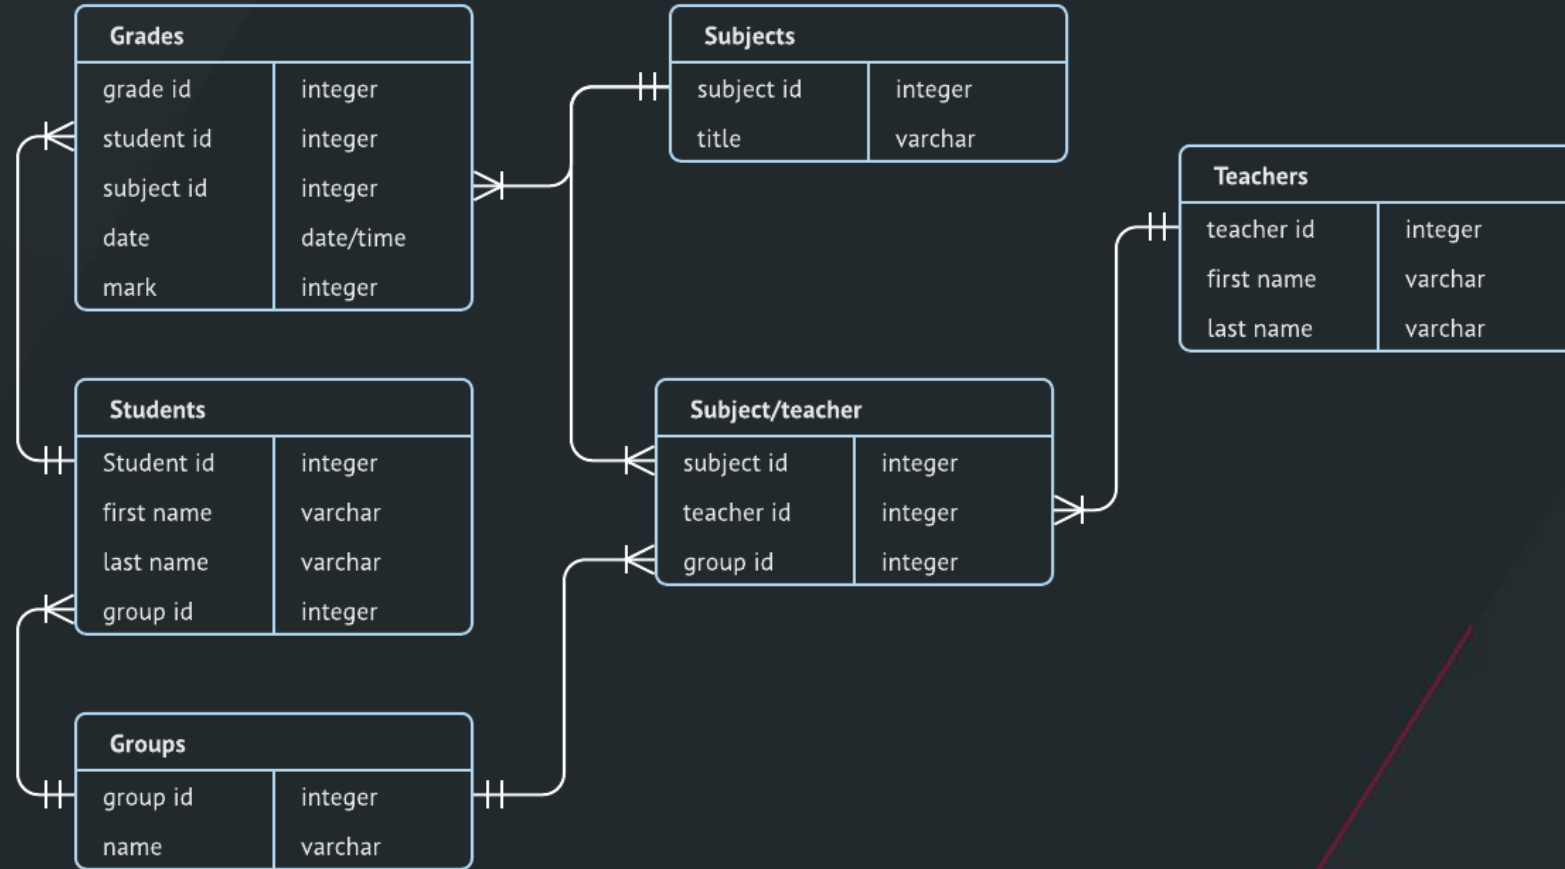 Grades
grade id integer
student id integer
subject id integer
date date/time
mark integer
Subjects
subject id integer
title varchar
Teachers
teacher id integer
first name varchar
last name varchar
Students
Student id integer
first name varchar
last name varchar
group id integer
Subject/teacher
subject id integer
teacher id integer
group id integer
Groups
group id integer
name varchar